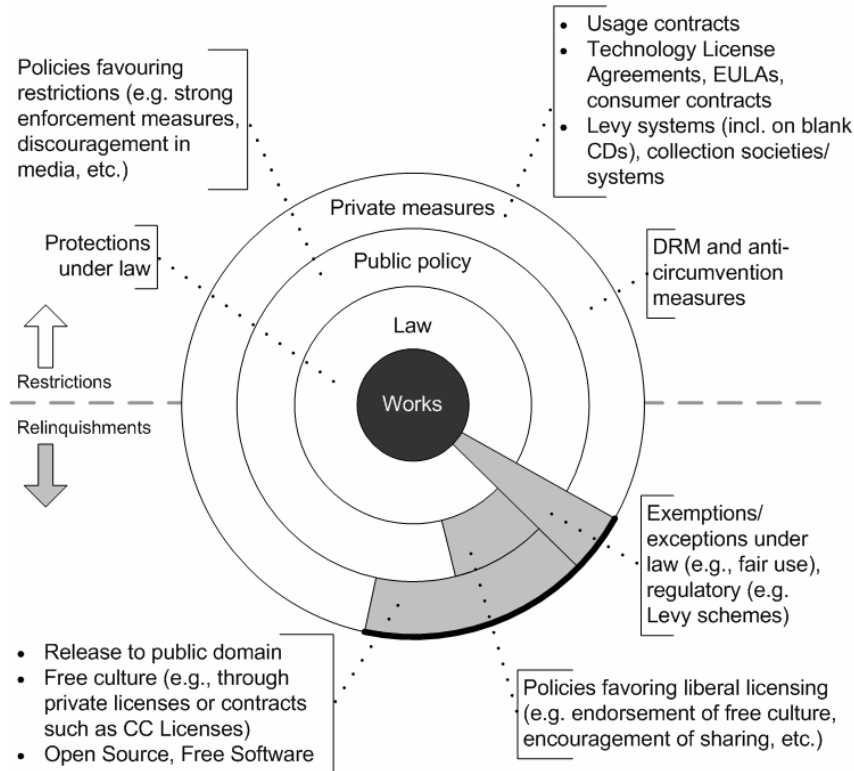 • Usage contracts
• Technology License
Agreements, EULAs,
consumer contracts
• Levy systems (incl. on blank
CDs), collection societies/
systems
Policies favouring
restrictions (e.g. strong
enforcement measures,
discouragement in
media, etc.)
Private measures
Protections
under law
Public policy
DRM and anti-
circumvention
measures
Law
Restrictions
Works
Relinquishments
Exemptions/
exceptions under
law (e.g., fair use),
regulatory (e.g.
Levy schemes)
• Release to public domain
• Free culture (e.g., through
private licenses or contracts
such as CC Licenses)
• Open Source, Free Software
Policies favoring liberal licensing
(e.g. endorsement of free culture,
encouragement of sharing, etc.)